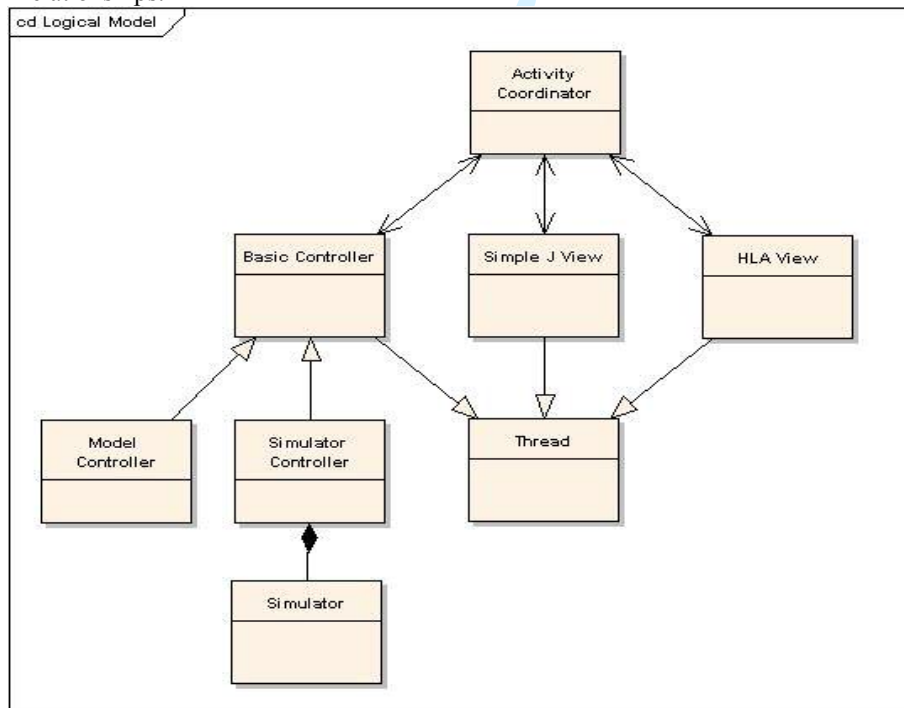 cd Logical Model
Activity
Coordinator
Basic Controller
Simple J View
HLA View
Model
Controller
Simulator
Controller
Thread
Simulator